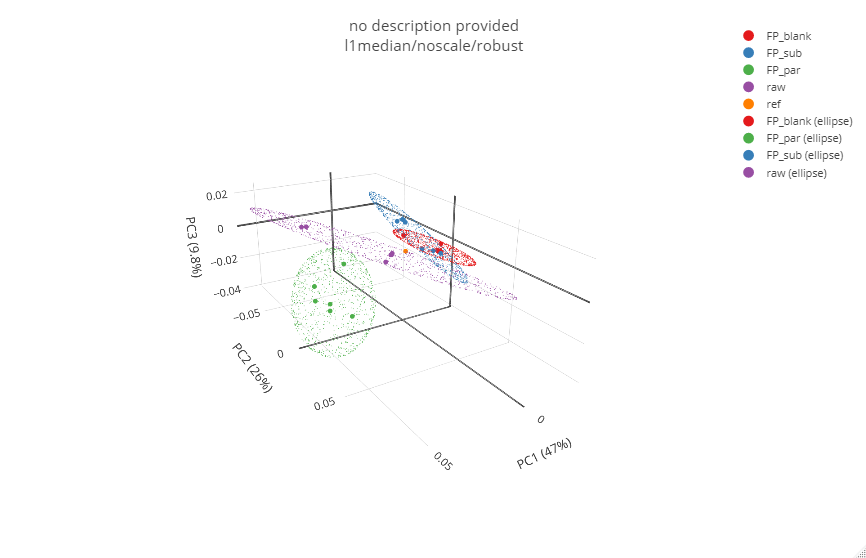 no description provided
l1median/noscale/robust
FP_blank
FP_sub
FP_par
raw
ref
FP_blank (ellipse)
FP_par (ellipse)
FP_sub (ellipse)
raw (ellipse)
0.02
0
−0.02
−0.04
PC3 (9.8%)
−0.05
0
0.05
PC2 (26%)
0
0.05
PC1 (47%)